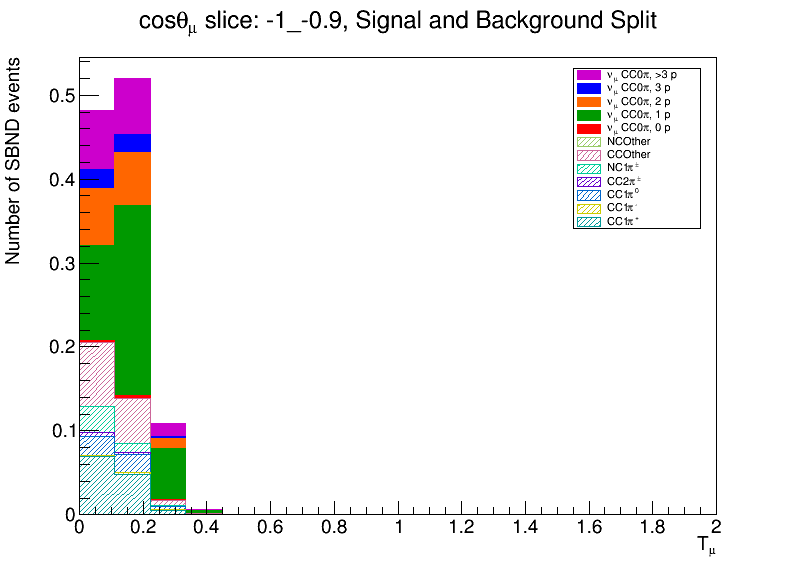 cosθμ slice: -1_-0.9, Signal and Background Split
Number of SBND events
0.5
0.4
0.3
0.2
0.1
0
νμ CC0π, >3 p
νμ CC0π, 3 p
νμ CC0π, 2 p
νμ CC0π, 1 p
νμ CC0π, 0 p
NCOther
CCOther
NC1π±
CC2π±
CC1π0
CC1π-
CC1π+
0 0.2 0.4 0.6 0.8 1 1.2 1.4 1.6 1.8 2
Tμ